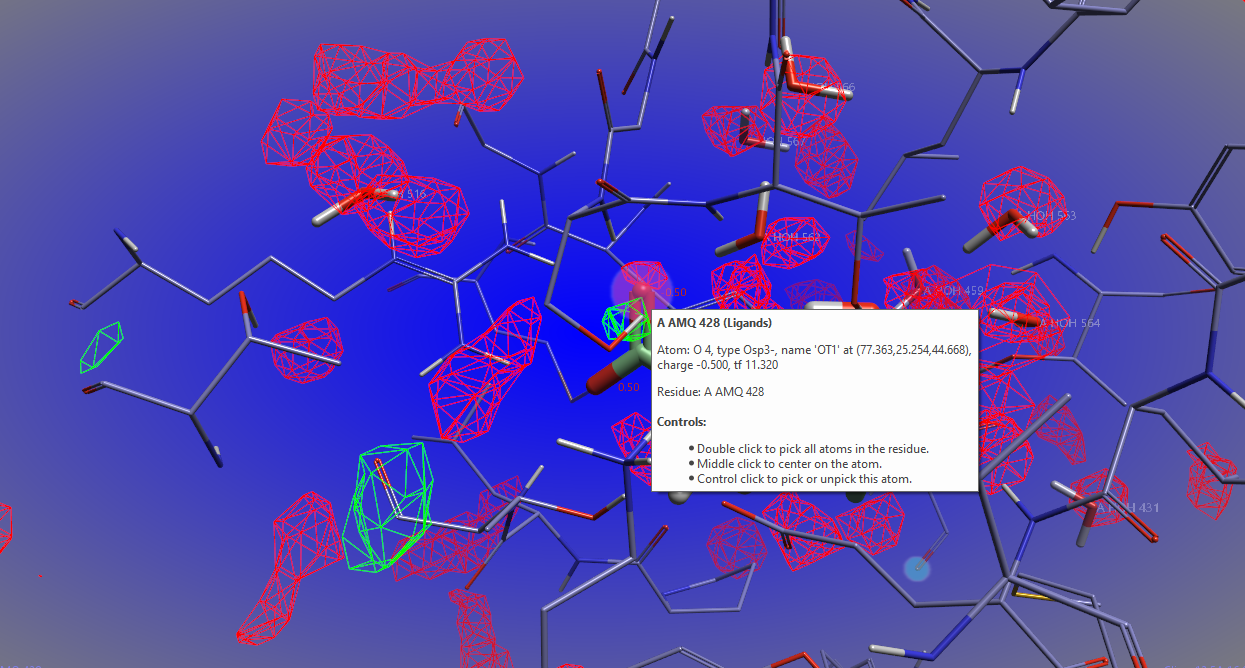 A HOH 567
H 516
A HOH 553
A HOH 562
0.50
A HOH 459
A AMQ 428 (Ligands)
A HOH 564
Atom: O 4, type Osp3-, name 'OT1' at (77.363,25.254,44.668),
charge -0.500, tf 11.320
0.50
Residue: A AMQ 428
Controls:
Double click to pick all atoms in the residue.
Middle click to center on the atom.
Control click to pick or unpick this atom.
A HOH 431